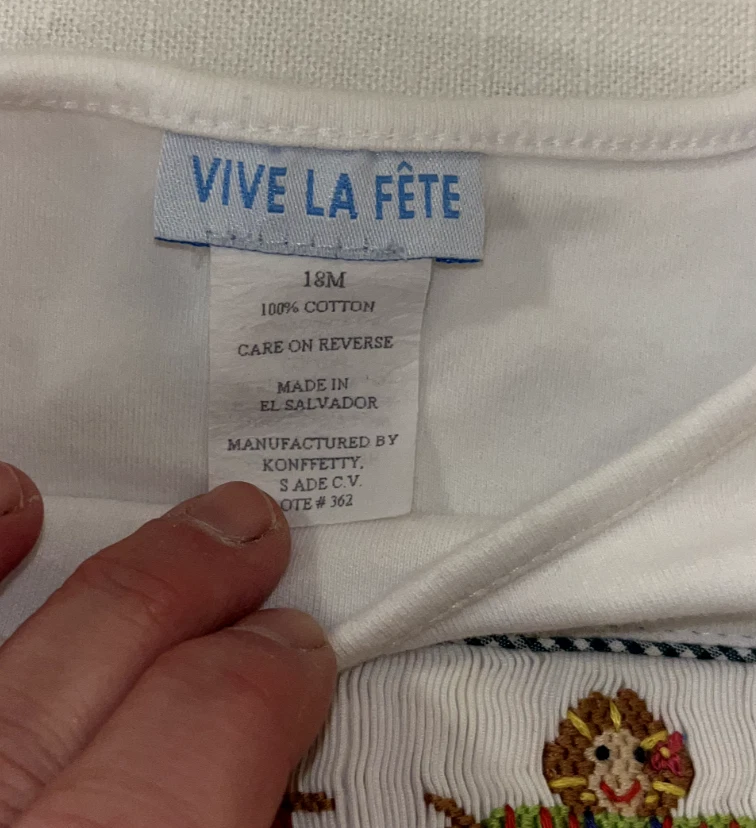 VIVE LA FÊTE
18M
100% COTTON
CARE ON REVERSE
MADE IN
EL SALVADOR
MANUFACTURED BY
KONFFETTY,
S ADE C.V.
OTE # 362